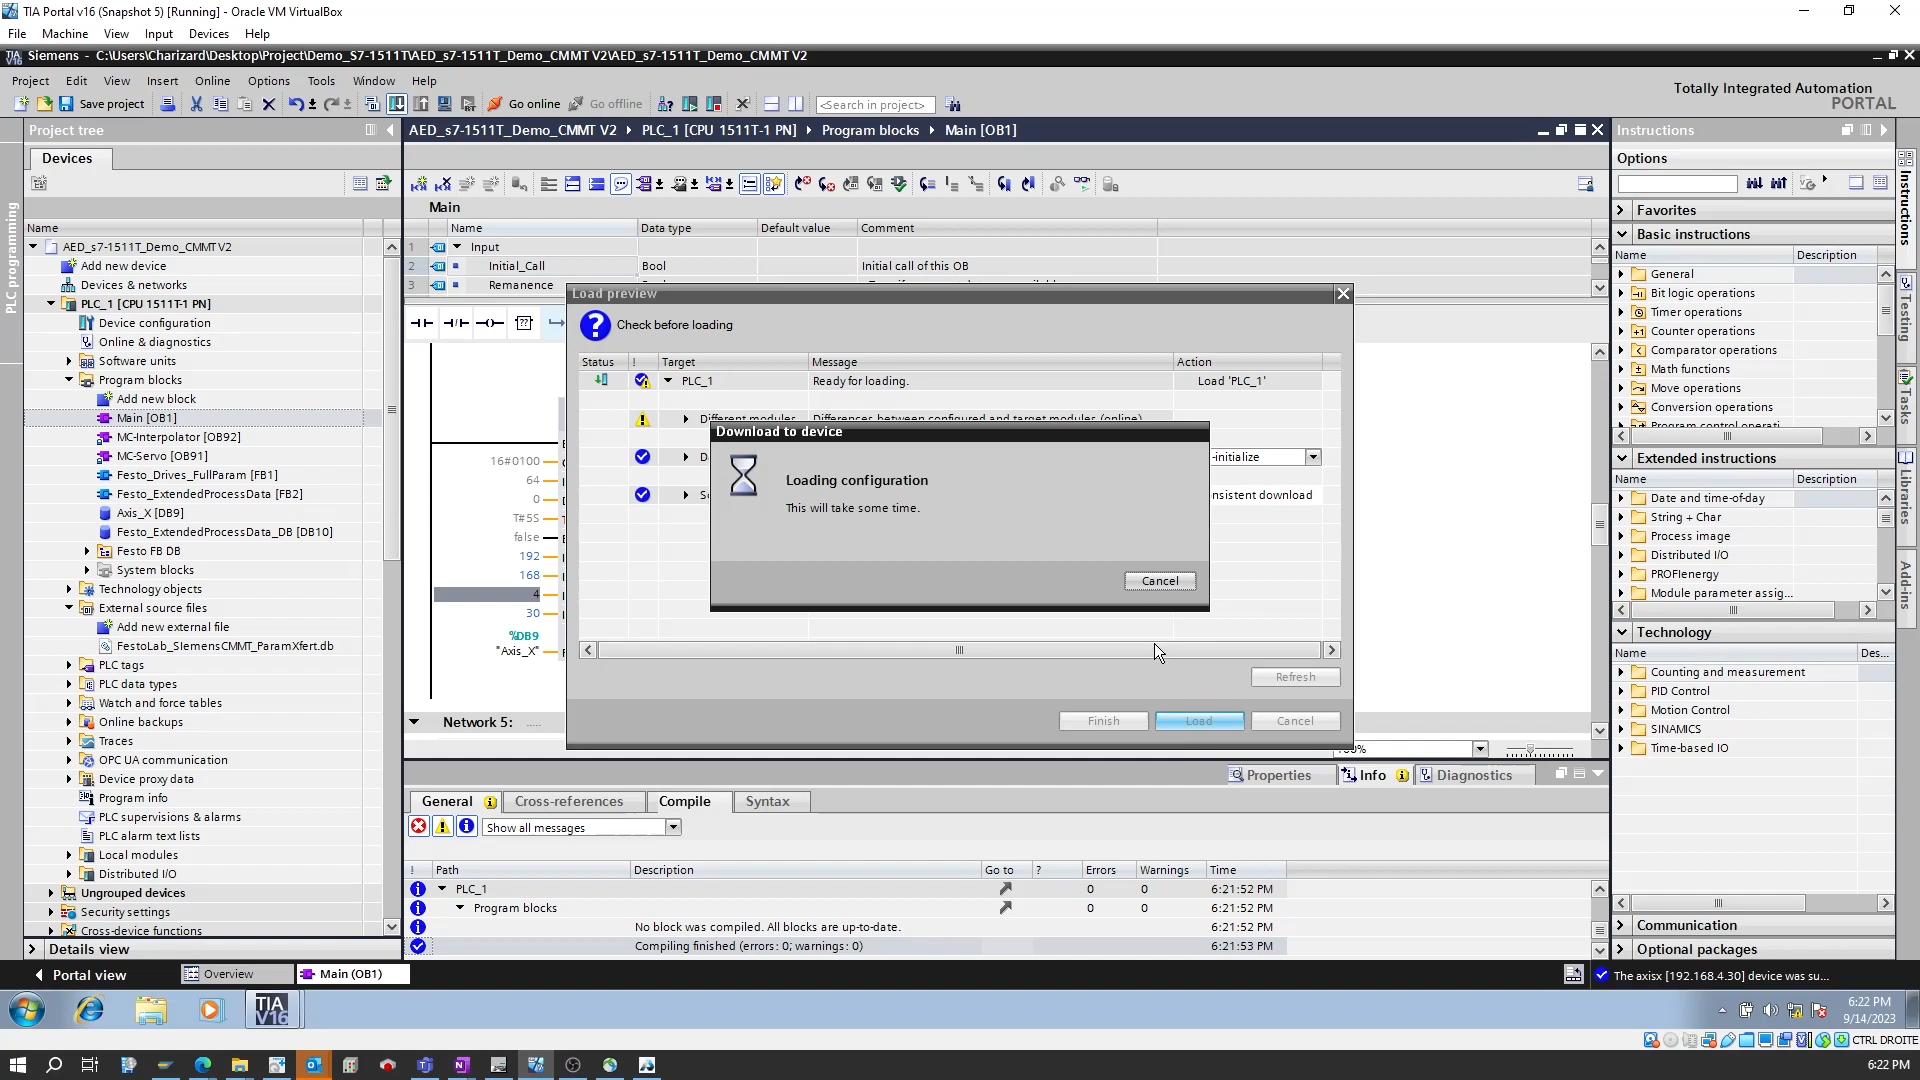 TIA Portal v16 (Snapshot 5) [Running] - Oracle VM VirtualBox
File Machine View Input Devices Help
Siemens - C:\Users\Charizard\Desktop\Project\Demo_S7-1511T\AED_s7-1511T_Demo_CMMT V2\AED_s7-1511T_Demo_CMMT V2
Project Edit View Insert Online Options Tools Window Help
Totally Integrated Automation
PORTAL
Save project Go online Go offline <Search in project>
Project tree
AED_s7-1511T_Demo_CMMT V2 PLC_1 [CPU 1511T-1 PN] Program blocks Main [OB1]
Instructions
Devices
Options
PLC programming
Name
AED_s7-1511T_Demo_CMMT V2
Add new device
Devices & networks
PLC_1 [CPU 1511T-1 PN]
Device configuration
Online & diagnostics
Software units
Program blocks
Add new block
Main [OB1]
MC-Interpolator [OB92]
MC-Servo [OB91]
Festo_Drives_FullParam [FB1]
Festo_ExtendedProcessData [FB2]
Axis_X [DB9]
Festo_ExtendedProcessData_DB [DB10]
Festo FB DB
System blocks
Technology objects
External source files
Add new external file
FestoLab_SIemensCMMT_ParamXfert.db
PLC tags
PLC data types
Watch and force tables
Online backups
Traces
OPC UA communication
Device proxy data
Program info
PLC supervisions & alarms
PLC alarm text lists
Local modules
Distributed I/O
Ungrouped devices
Security settings
Cross-device functions
Details view
Main
Name Data type Default value Comment
1 Input
2 Initial_Call Bool Initial call of this OB
3 Remanence
16#0100
64
0
T#5S
false
192
168
4
30
%DB9
"Axis_X"
Network 5: .....
Load preview
Check before loading
Status ! Target Message Action
PLC_1 Ready for loading. Load 'PLC_1'
Different modules Differences between configured and target modules (online)
-initialize
nsistent download
Download to device
Loading configuration
This will take some time.
Cancel
Refresh
Finish Load Cancel
Properties Info Diagnostics
General Cross-references Compile Syntax
Show all messages
! Path Description Go to ? Errors Warnings Time
PLC_1 0 0 6:21:52 PM
Program blocks 0 0 6:21:52 PM
No block was compiled. All blocks are up-to-date. 6:21:52 PM
Compiling finished (errors: 0; warnings: 0) 6:21:53 PM
Favorites
Basic instructions
Name Description
General
Bit logic operations
Timer operations
Counter operations
Comparator operations
Math functions
Move operations
Conversion operations
Program control operati...
Extended instructions
Name Description
Date and time-of-day
String + Char
Process image
Distributed I/O
PROFIenergy
Module parameter assig...
Technology
Name Des...
Counting and measurement
PID Control
Motion Control
SINAMICS
Time-based IO
Communication
Optional packages
Instructions
Testing
Tasks
Libraries
Add-ins
Portal view Overview Main (OB1) The axisx [192.168.4.30] device was su...
TIA
V16
6:22 PM
9/14/2023
CTRL DROITE
6:22 PM